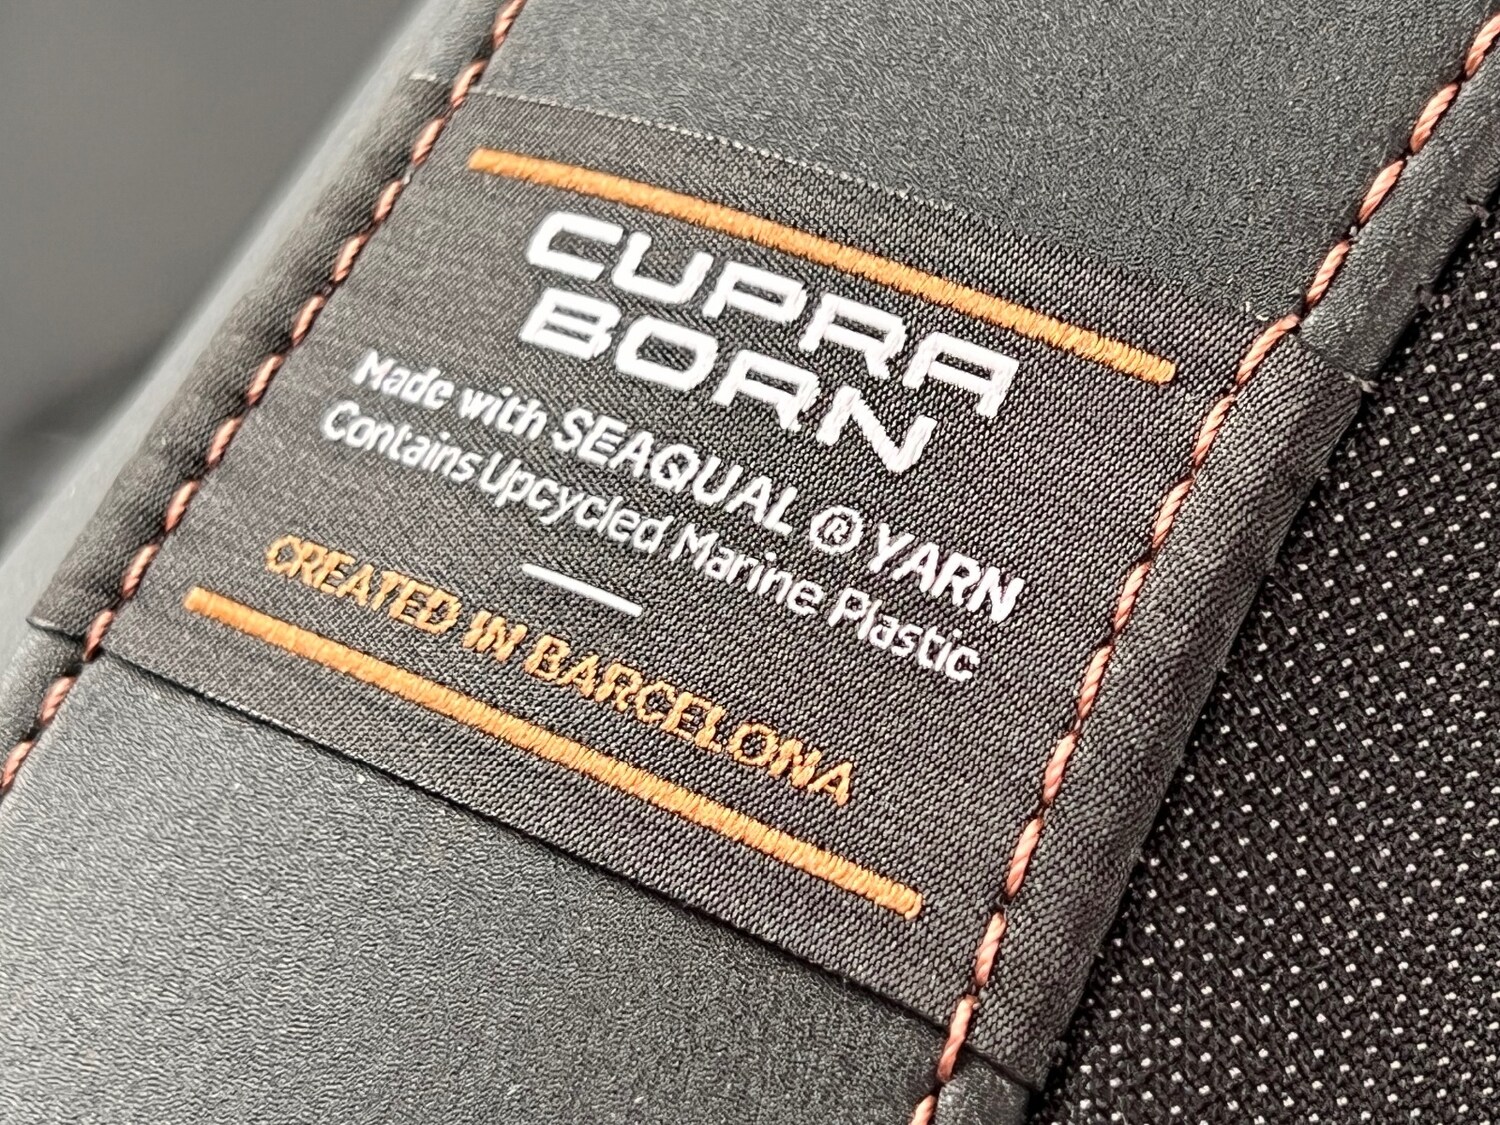 CUPRA
BORN
Made with SEAQUAL ® YARN
Contains Upcycled Marine Plastic
CREATED IN BARCELONA